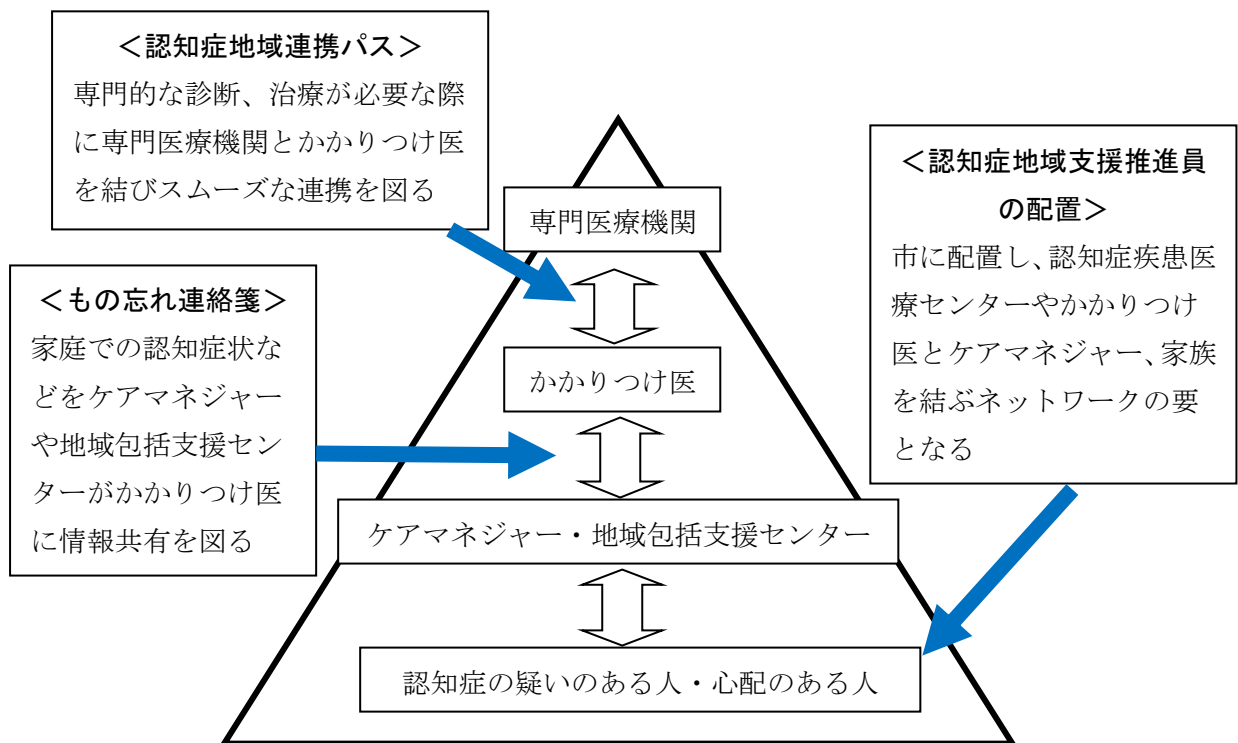 ＜認知症地域連携パス＞
専門的な診断、治療が必要な際
に専門医療機関とかかりつけ医
を結びスムーズな連携を図る
＜もの忘れ連絡箋＞
家庭での認知症状な
どをケアマネジャー
や地域包括支援セン
ターがかかりつけ医
に情報共有を図る
専門医療機関
かかりつけ医
ケアマネジャー・地域包括支援センター
認知症の疑いのある人・心配のある人
＜認知症地域支援推進員
の配置＞
市に配置し、認知症疾患医
療センターやかかりつけ
医とケアマネジャー、家族
を結ぶネットワークの要
となる